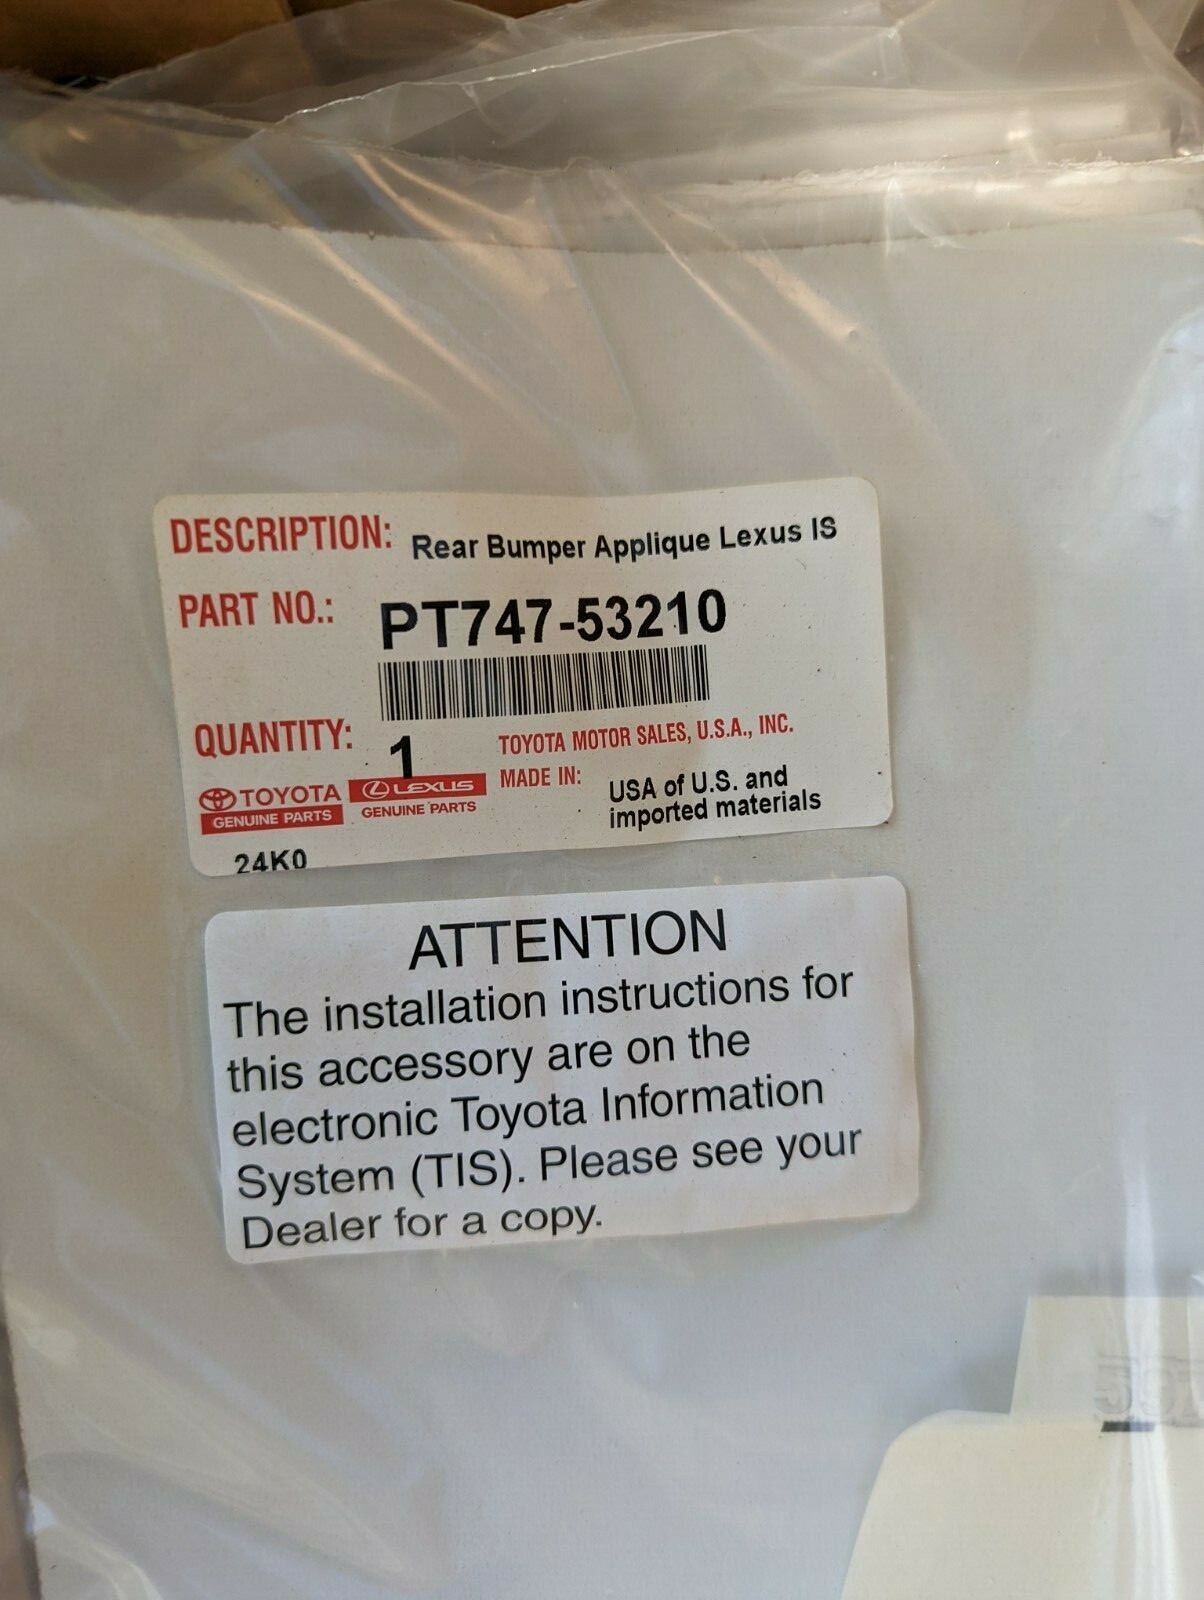 DESCRIPTION: Rear Bumper Applique Lexus IS
PART NO.: PT747-53210
QUANTITY: 1
TOYOTA MOTOR SALES, U.S.A., INC.
TOYOTA
GENUINE PARTS
LEXUS
GENUINE PARTS
MADE IN: USA of U.S. and
imported materials
24K0
ATTENTION
The installation instructions for
this accessory are on the
electronic Toyota Information
System (TIS). Please see your
Dealer for a copy.